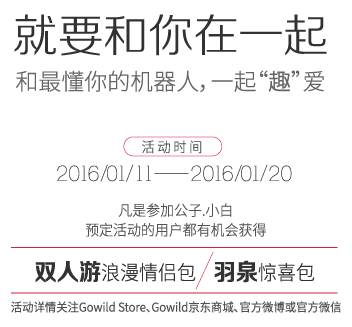 就要和你在一起
和最懂你的机器人，一起“趣”爱
活动时间
2016/01/11——2016/01/20
凡是参加公子.小白
预定活动的用户都有机会获得
双人游浪漫情侣包/羽泉惊喜包
活动详情关注Gowild Store、Gowild京东商城、官方微博或官方微信